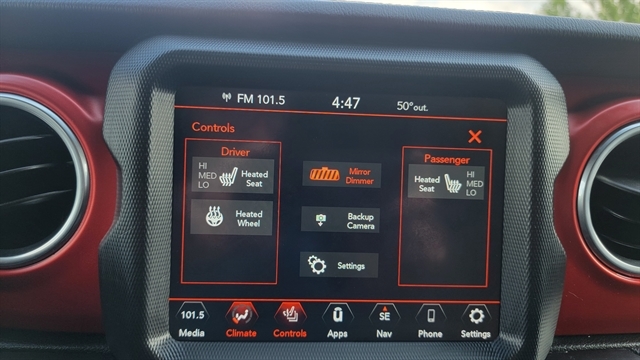 FM 101.5 4:47 50° out.
Controls
Driver
HI
MED
LO
Heated
Seat
Heated
Wheel
Mirror
Dimmer
Backup
Camera
Settings
Passenger
Heated
Seat
HI
MED
LO
101.5 SE
Media Climate Controls Apps Nav Phone Settings